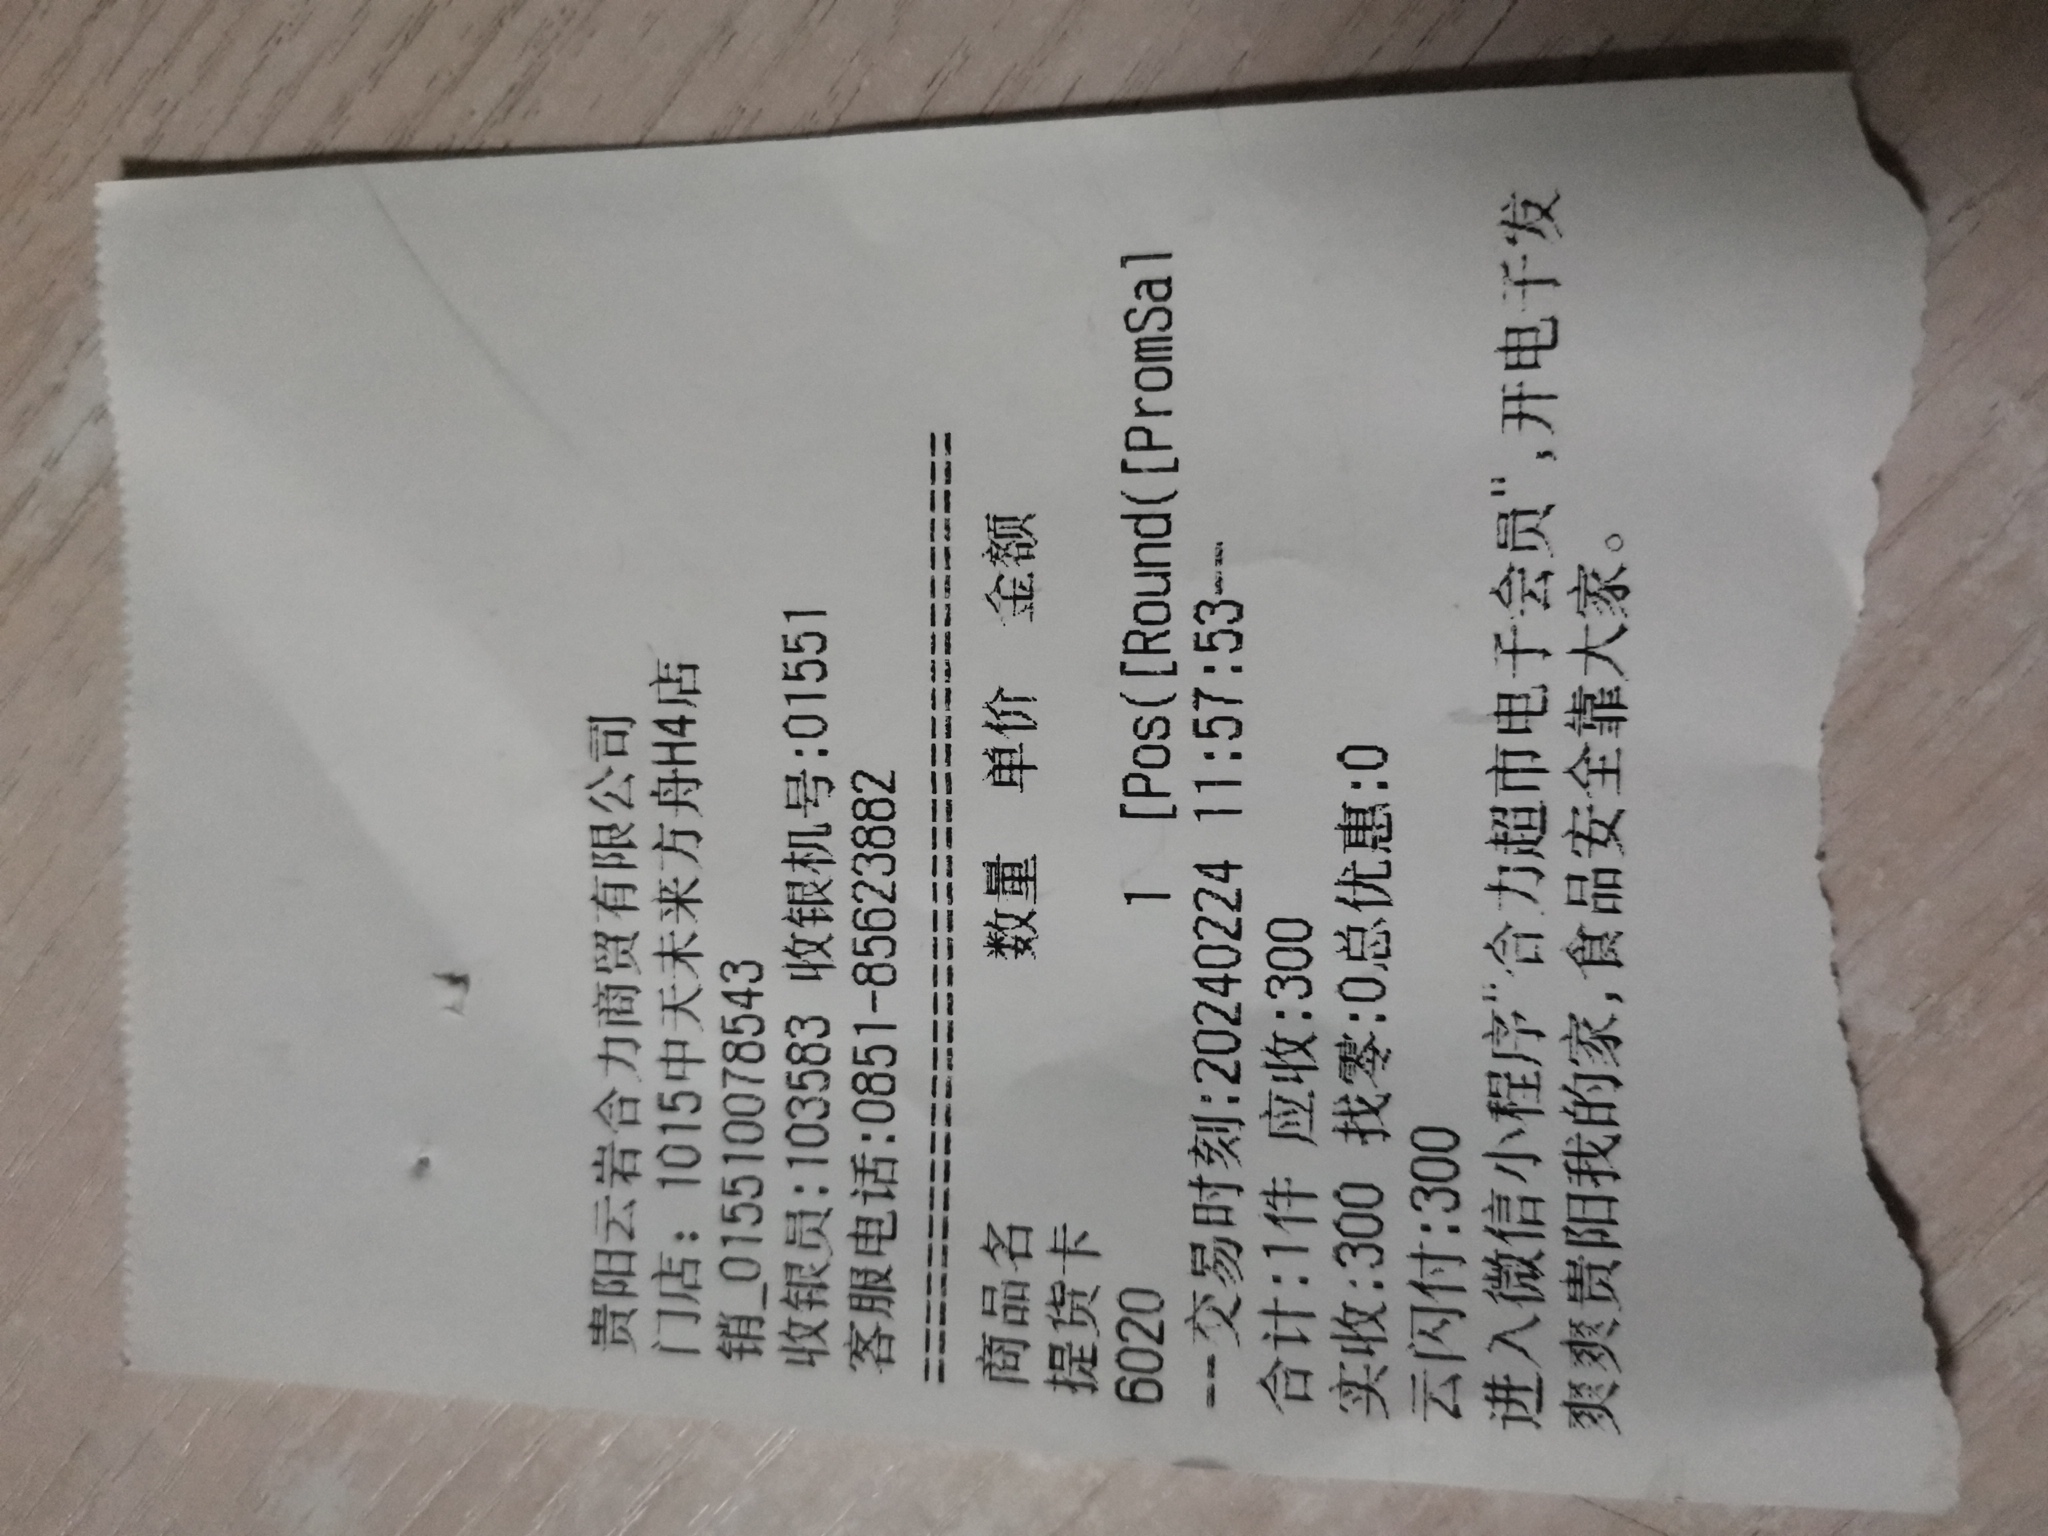 贵阳云岩合力商贸有限公司
门店: 1015中天未来方舟H4店
销_015510078543
收银员:103583 收银机号:01551
客服电话:0851-85623882
======================================
商品名 数量 单价 金额
提货卡
6020 1 [Pos([Round([PromSal
--交易时刻:20240224 11:57:53---
合计:1件 应收:300
实收:300 找零:0总优惠:0
云闪付:300
进入微信小程序"合力超市电子会员",开电子发
爽爽贵阳我的家,食品安全靠大家。